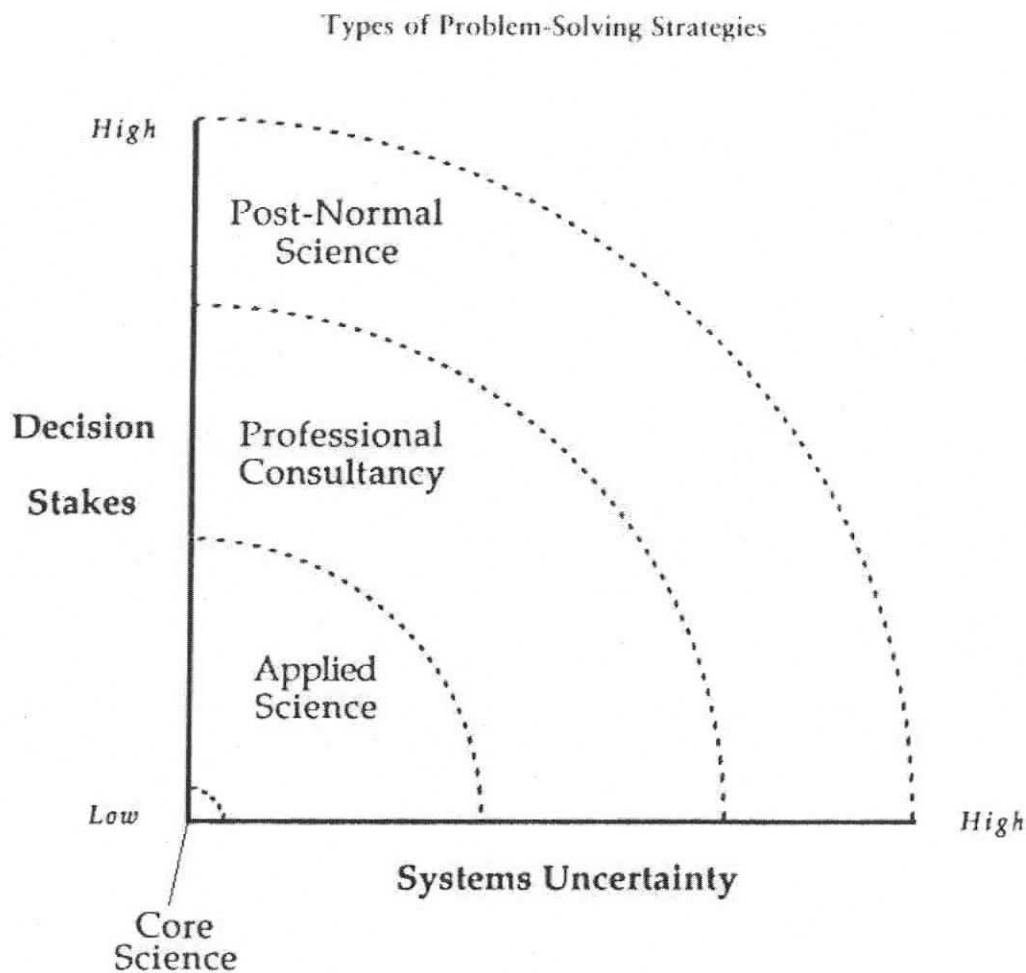 Types of Problem-Solving Strategies
High
Post-Normal
Science
Decision
Stakes
Professional
Consultancy
Applied
Science
Low
High
Systems Uncertainty
Core
Science